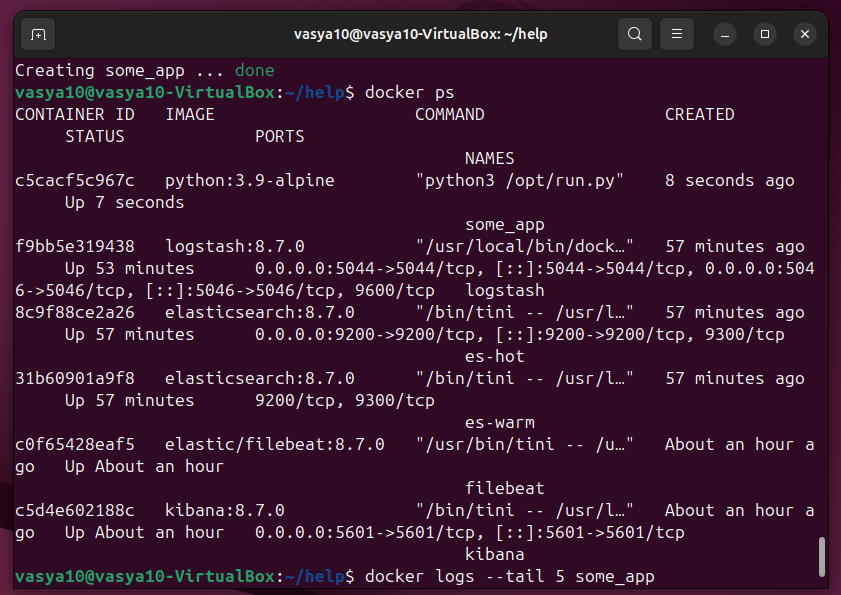 vasya10@vasya10-VirtualBox: ~/help
Creating some_app ... done
vasya10@vasya10-VirtualBox:~/help$ docker ps
CONTAINER ID   IMAGE                    COMMAND                  CREATED
     STATUS             PORTS
                                             NAMES
c5cacf5c967c   python:3.9-alpine        "python3 /opt/run.py"    8 seconds ago
     Up 7 seconds
                                             some_app
f9bb5e319438   logstash:8.7.0           "/usr/local/bin/dock…"   57 minutes ago
     Up 53 minutes      0.0.0.0:5044->5044/tcp, [::]:5044->5044/tcp, 0.0.0.0:504
6->5046/tcp, [::]:5046->5046/tcp, 9600/tcp   logstash
8c9f88ce2a26   elasticsearch:8.7.0      "/bin/tini -- /usr/l…"   57 minutes ago
     Up 57 minutes      0.0.0.0:9200->9200/tcp, [::]:9200->9200/tcp, 9300/tcp
                                             es-hot
31b60901a9f8   elasticsearch:8.7.0      "/bin/tini -- /usr/l…"   57 minutes ago
     Up 57 minutes      9200/tcp, 9300/tcp
                                             es-warm
c0f65428eaf5   elastic/filebeat:8.7.0   "/usr/bin/tini -- /u…"   About an hour a
go   Up About an hour
                                             filebeat
c5d4e602188c   kibana:8.7.0             "/bin/tini -- /usr/l…"   About an hour a
go   Up About an hour   0.0.0.0:5601->5601/tcp, [::]:5601->5601/tcp
                                             kibana
vasya10@vasya10-VirtualBox:~/help$ docker logs --tail 5 some_app